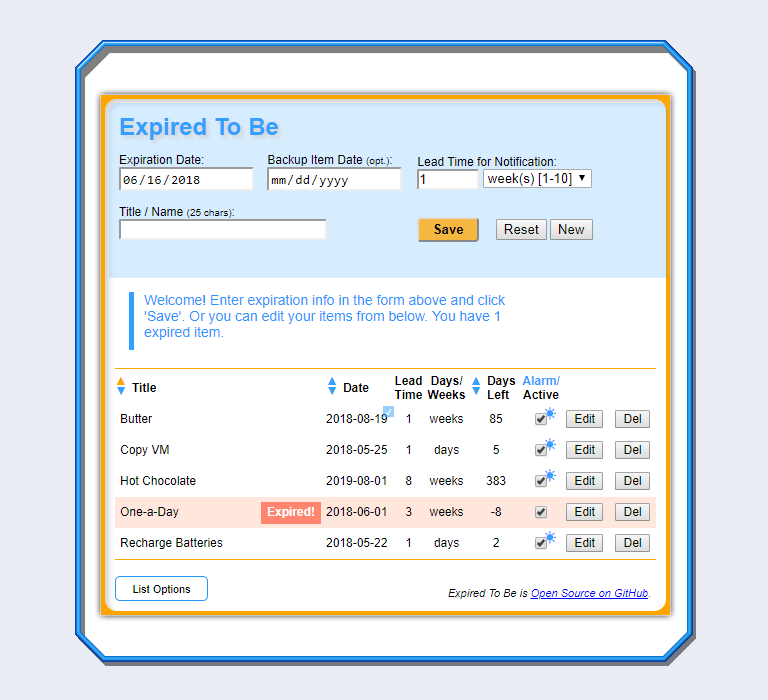 Expired To Be
Expiration Date: Backup Item Date (opt.): Lead Time for Notification:
06/16/2018 mm/dd/yyyy 1 week(s) [1-10]
Title / Name (25 chars):
Save Reset New
Welcome! Enter expiration info in the form above and click
'Save'. Or you can edit your items from below. You have 1
expired item.
Title Date Lead Time Days/Weeks Days Left Alarm/Active
Butter 2018-08-19 1 weeks 85 Edit Del
Copy VM 2018-05-25 1 days 5 Edit Del
Hot Chocolate 2019-08-01 8 weeks 383 Edit Del
One-a-Day Expired! 2018-06-01 3 weeks -8 Edit Del
Recharge Batteries 2018-05-22 1 days 2 Edit Del
List Options
Expired To Be is Open Source on GitHub.